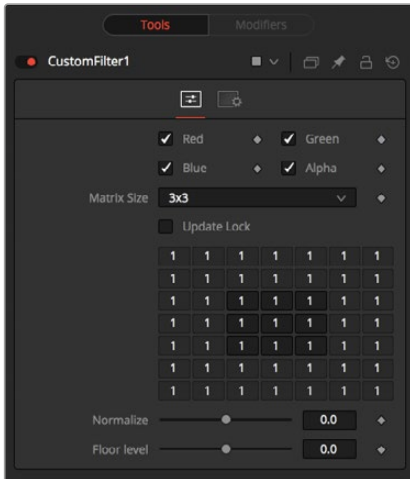 Tools Modifiers
CustomFilter1
Red Green
Blue Alpha
Matrix Size 3x3
Update Lock
1 1 1 1 1 1 1
1 1 1 1 1 1 1
1 1 1 1 1 1 1
1 1 1 1 1 1 1
1 1 1 1 1 1 1
1 1 1 1 1 1 1
1 1 1 1 1 1 1
Normalize 0.0
Floor level 0.0